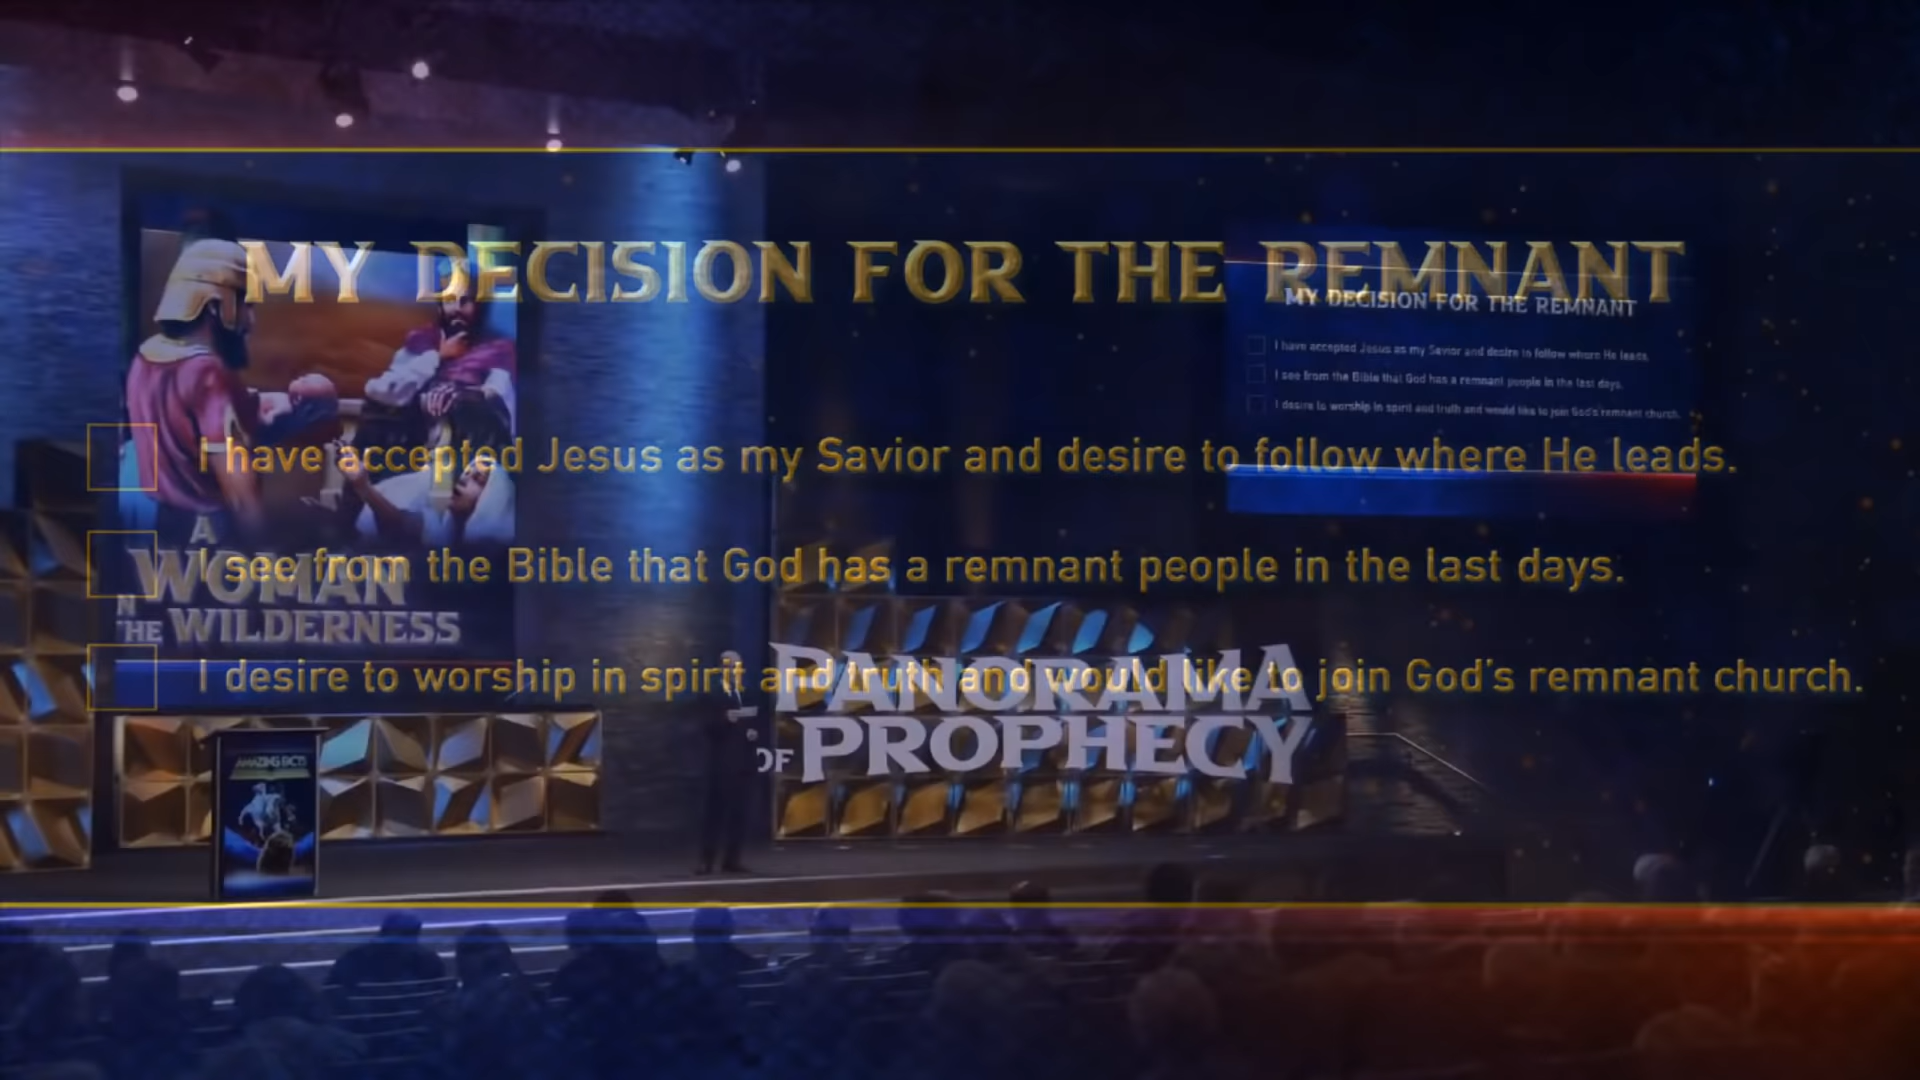 MY DECISION FOR THE REMNANT
I have accepted Jesus as my Savior and desire to follow where He leads.
I see from the Bible that God has a remnant people in the last days.
I desire to worship in spirit and truth and would like to join God's remnant church.
MY DECISION FOR THE REMNANT
I have accepted Jesus as my Savior and desire to follow where He leads.
I see from the Bible that God has a remnant people in the last days.
I desire to worship in spirit and truth and would like to join God's remnant church.
A
WOMAN
IN
THE WILDERNESS
PANORAMA
OF PROPHECY
AMAZING FACTS